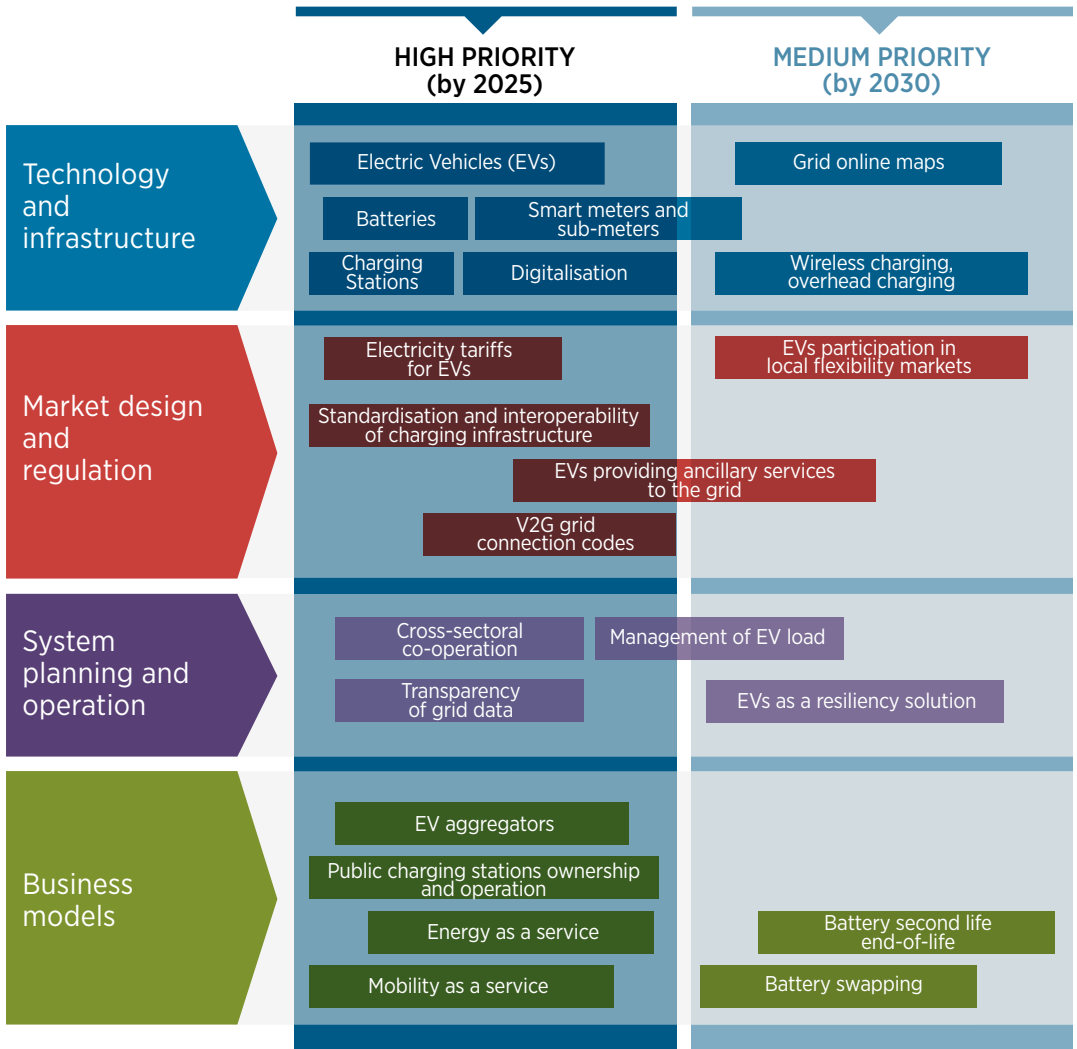 HIGH PRIORITY
(by 2025)
MEDIUM PRIORITY
(by 2030)
Technology
and
infrastructure
Electric Vehicles (EVs)
Grid online maps
Batteries
Smart meters and
sub-meters
Charging
Stations
Digitalisation
Wireless charging,
overhead charging
Market design
and
regulation
Electricity tariffs
for EVs
EVs participation in
local flexibility markets
Standardisation and interoperability
of charging infrastructure
EVs providing ancillary services
to the grid
V2G grid
connection codes
System
planning and
operation
Cross-sectoral
co-operation
Management of EV load
Transparency
of grid data
EVs as a resiliency solution
Business
models
EV aggregators
Public charging stations ownership
and operation
Energy as a service
Battery second life
end-of-life
Mobility as a service
Battery swapping